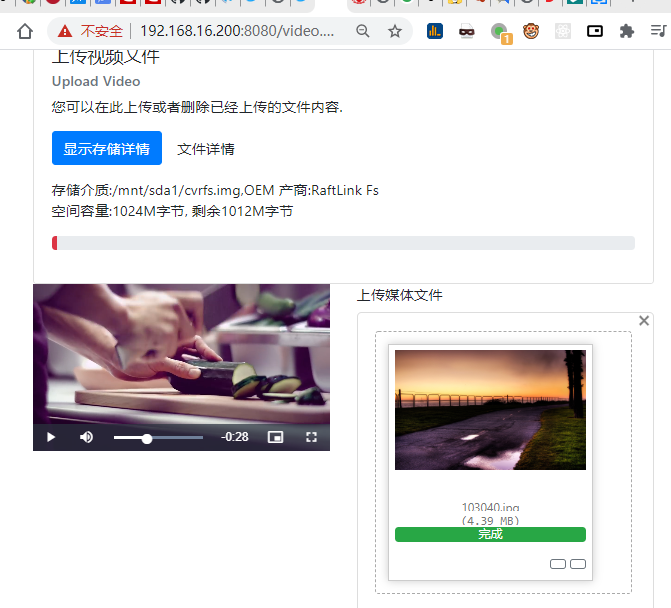 不安全 192.168.16.200:8080/video....
1
上传视频文件
Upload Video
您可以在此上传或者删除已经上传的文件内容.
显示存储详情 文件详情
存储介质:/mnt/sda1/cvrfs.img,OEM 产商:RaftLink Fs
空间容量:1024M字节, 剩余1012M字节
上传媒体文件
-0:28
103040.jpg
(4.39 MB)
完成